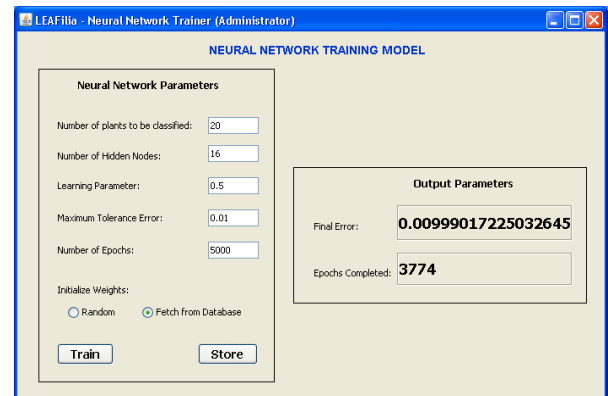 LEAFilia - Neural Network Trainer (Administrator)
NEURAL NETWORK TRAINING MODEL
Neural Network Parameters
Number of plants to be classified: 20
Number of Hidden Nodes: 16
Learning Parameter: 0.5
Maximum Tolerance Error: 0.01
Number of Epochs: 5000
Initialize Weights:
Random Fetch from Database
Train Store
Output Parameters
Final Error: 0.00999017225032645
Epochs Completed: 3774